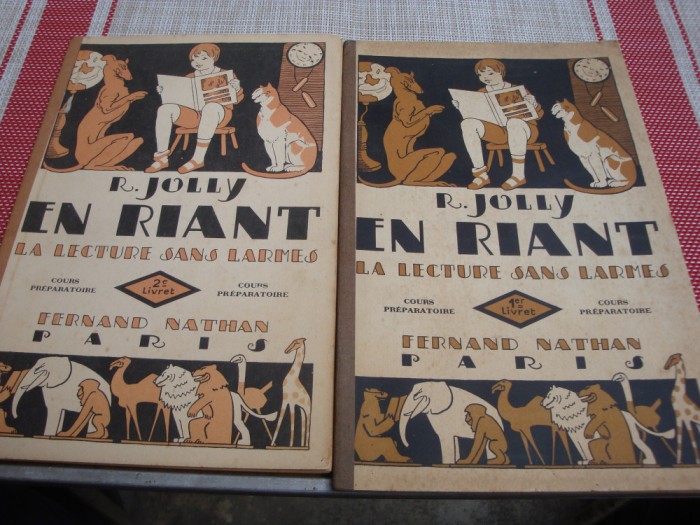 R. JOLLY
EN RIANT
LA LECTURE SANS LARMES
COURS PRÉPARATOIRE
2e Livret
COURS PRÉPARATOIRE
FERNAND NATHAN
PARIS
R. JOLLY
EN RIANT
LA LECTURE SANS LARMES
COURS PRÉPARATOIRE
1er Livret
COURS PRÉPARATOIRE
FERNAND NATHAN
PARIS